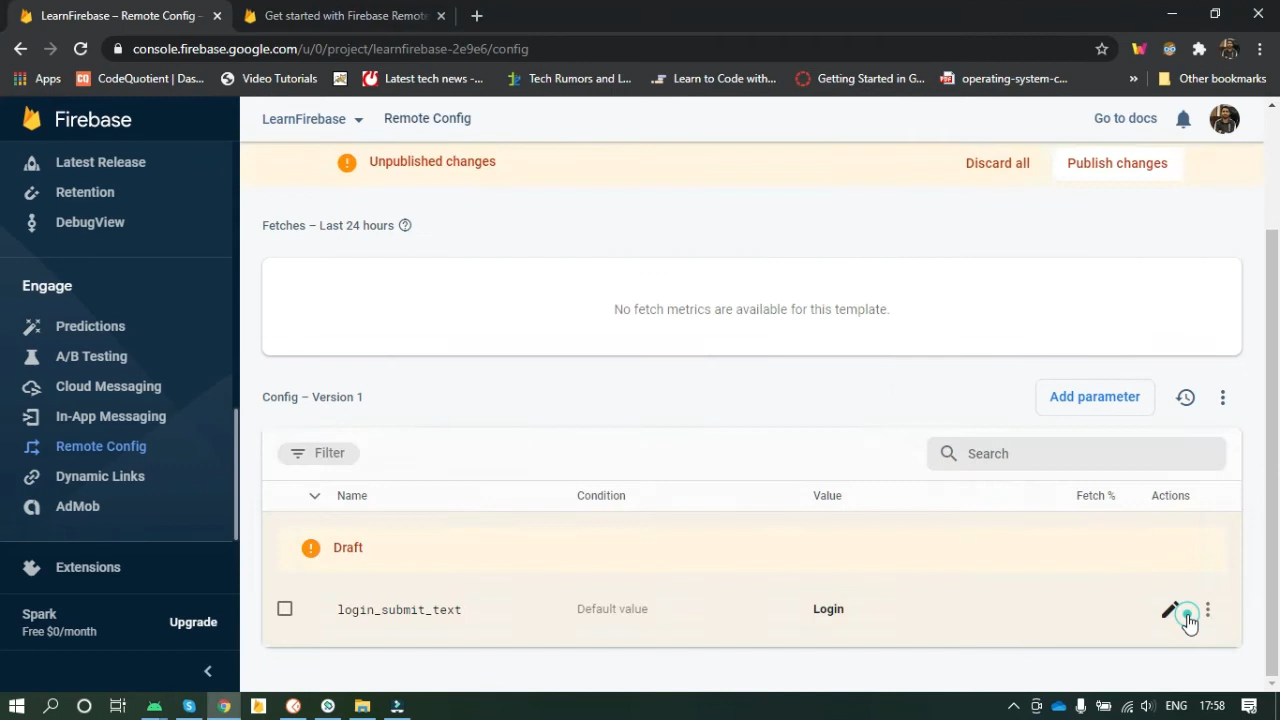 LearnFirebase – Remote Config –
Get started with Firebase Remote
console.firebase.google.com/u/0/project/learnfirebase-2e9e6/config
Apps
CodeQuotient | Das...
Video Tutorials
Latest tech news -...
Tech Rumors and L...
Learn to Code with...
Getting Started in G...
operating-system-c...
»
Other bookmarks
Firebase
LearnFirebase
Remote Config
Go to docs
Latest Release
Retention
DebugView
Engage
Predictions
A/B Testing
Cloud Messaging
In-App Messaging
Remote Config
Dynamic Links
AdMob
Extensions
Spark
Free $0/month
Upgrade
Unpublished changes
Discard all
Publish changes
Fetches – Last 24 hours
No fetch metrics are available for this template.
Config – Version 1
Add parameter
Filter
Search
Name
Condition
Value
Fetch %
Actions
Draft
login_submit_text
Default value
Login
ENG
17:58